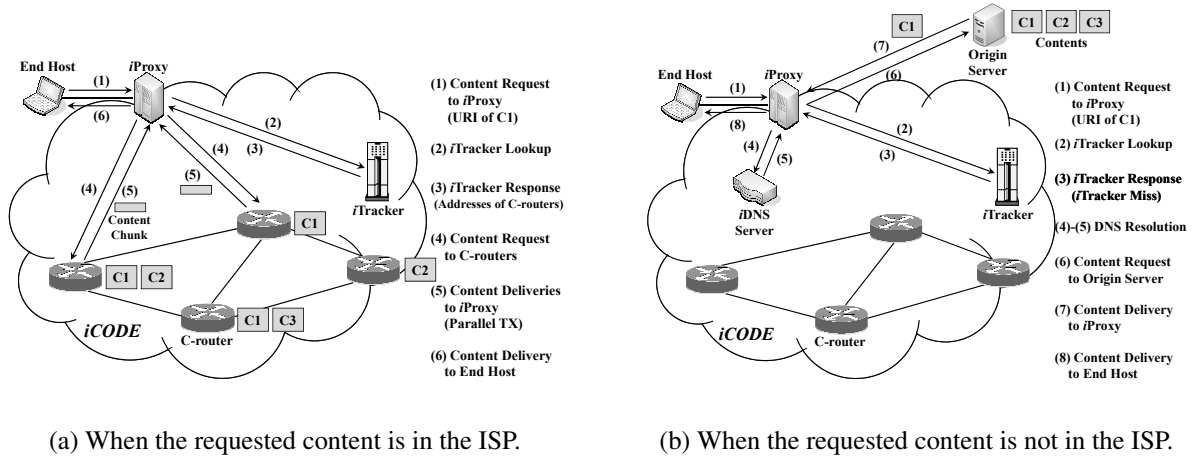 End Host
iProxy
(1)
(6)
(2)
(3)
(4)
(5)
(4)
(5)
Content
Chunk
iTracker
C1
C1 C2
C2
C1 C3
C-router
iCODE
(1) Content Request
to iProxy
(URI of C1)
(2) iTracker Lookup
(3) iTracker Response
(Addresses of C-routers)
(4) Content Request
to C-routers
(5) Content Deliveries
to iProxy
(Parallel TX)
(6) Content Delivery
to End Host
(a) When the requested content is in the ISP.
C1
C1 C2 C3
Contents
Origin
Server
(7)
(6)
End Host
iProxy
(1)
(8)
(2)
(3)
(4)
(5)
iDNS
Server
iTracker
C-router
iCODE
(1) Content Request
to iProxy
(URI of C1)
(2) iTracker Lookup
(3) iTracker Response
(iTracker Miss)
(4)-(5) DNS Resolution
(6) Content Request
to Origin Server
(7) Content Delivery
to iProxy
(8) Content Delivery
to End Host
(b) When the requested content is not in the ISP.